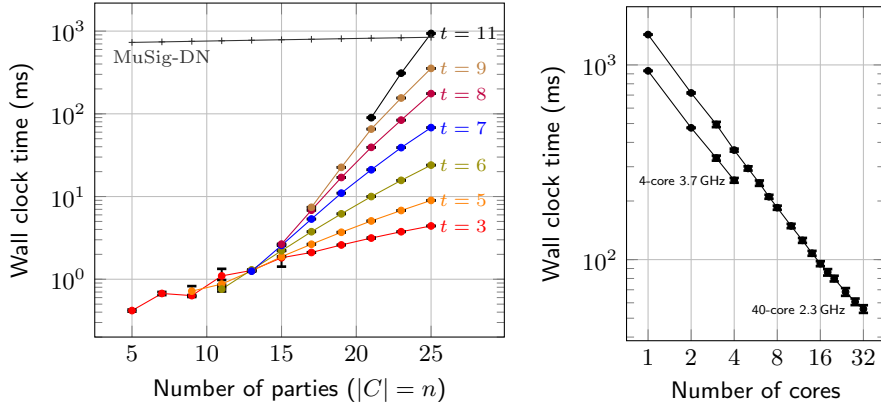 Wall clock time (ms)
10^3
10^2
10^1
10^0
MuSig-DN
t = 11
t = 9
t = 8
t = 7
t = 6
t = 5
t = 3
5 10 15 20 25
Number of parties (|C| = n)
Wall clock time (ms)
10^3
10^2
4-core 3.7 GHz
40-core 2.3 GHz
1 2 4 8 16 32
Number of cores